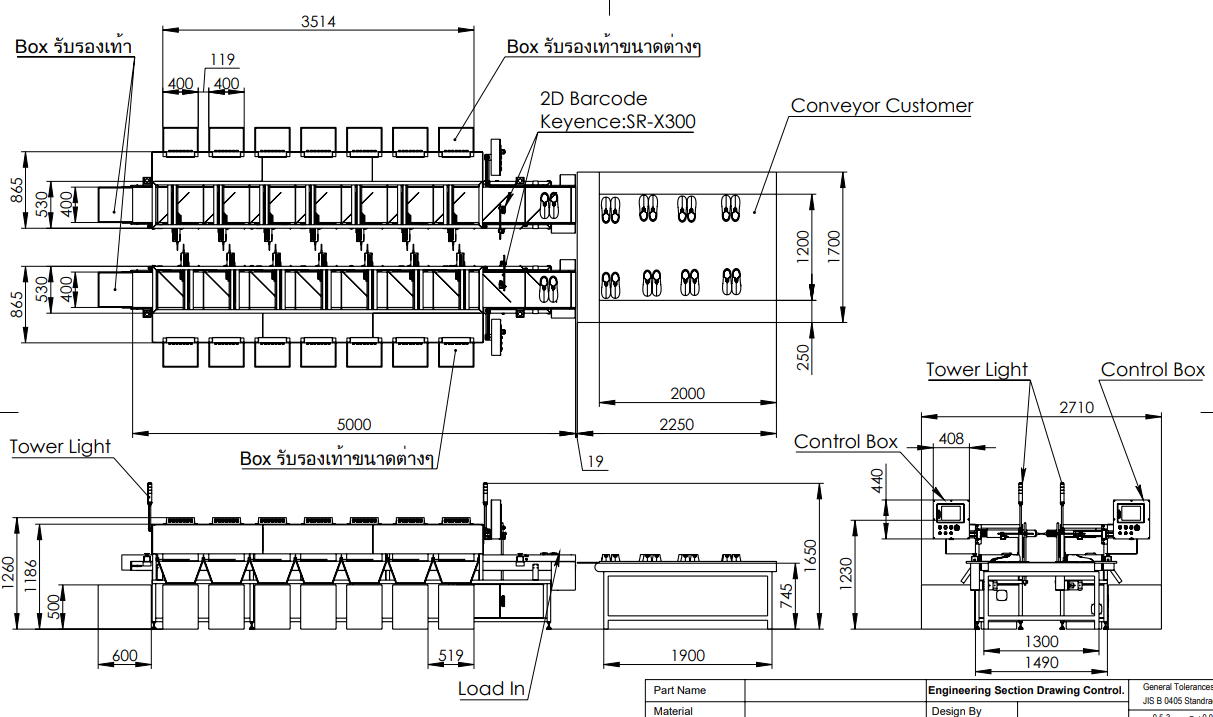 3514
Box รับรองเท้า
Box รับรองเท้าขนาดต่างๆ
119
400
400
2D Barcode
Keyence:SR-X300
Conveyor Customer
865
530
400
1200
1700
865
530
400
250
2000
5000
2250
19
Box รับรองเท้าขนาดต่างๆ
Tower Light
Tower Light
Control Box
2710
Control Box
408
440
1260
1186
500
1650
745
1230
600
519
1900
1300
1490
Load In
Part Name
Engineering Section Drawing Control.
General Tolerances
JIS B 0405 Standra
Material
Design By